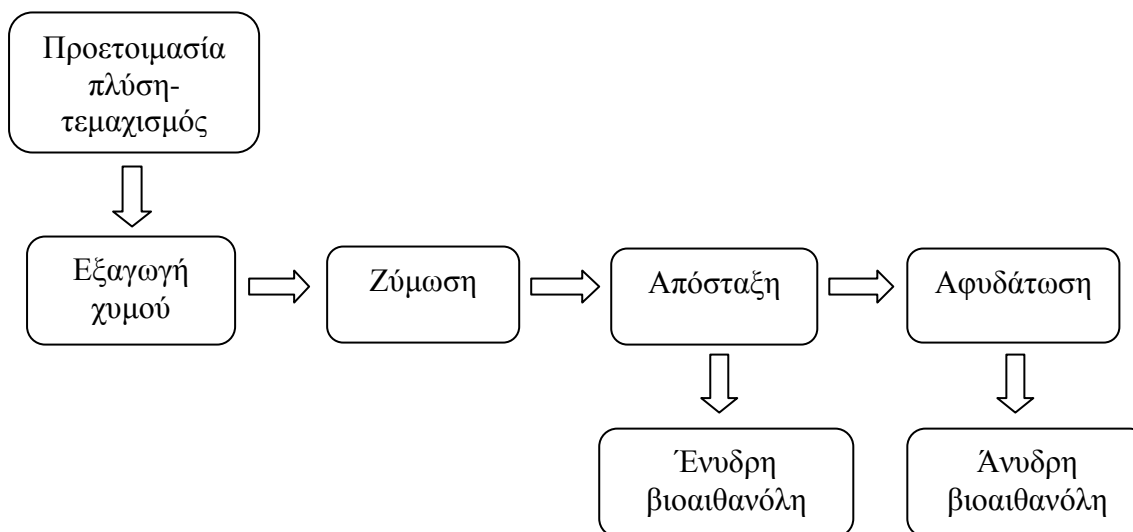 Προετοιμασία
πλύση-
τεμαχισμός
Εξαγωγή
χυμού
Ζύμωση
Απόσταξη
Αφυδάτωση
Ένυδρη
βιοαιθανόλη
Άνυδρη
βιοαιθανόλη